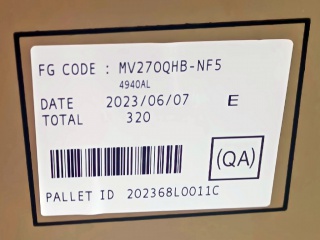 FG CODE : MV270QHB-NF5
4940AL
DATE 2023/06/07 E
TOTAL 320
(QA)
PALLET ID 202368L0011C